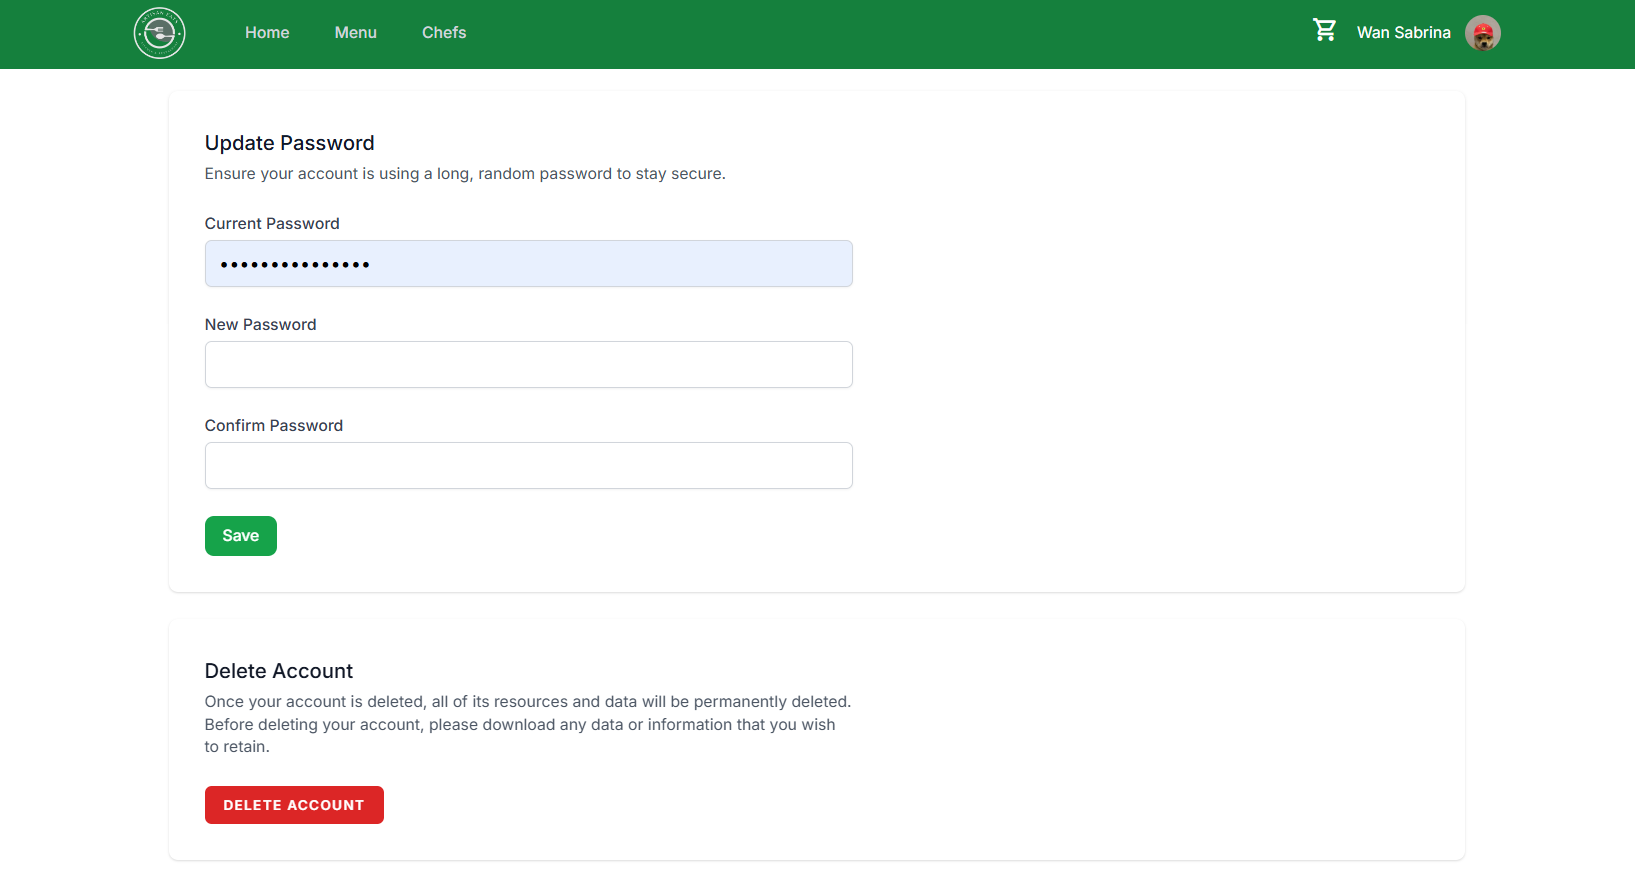 ARTISAN EATS
Home
Menu
Chefs
Wan Sabrina
Update Password
Ensure your account is using a long, random password to stay secure.
Current Password
•••••••••••••••
New Password
Confirm Password
Save
Delete Account
Once your account is deleted, all of its resources and data will be permanently deleted.
Before deleting your account, please download any data or information that you wish
to retain.
DELETE ACCOUNT